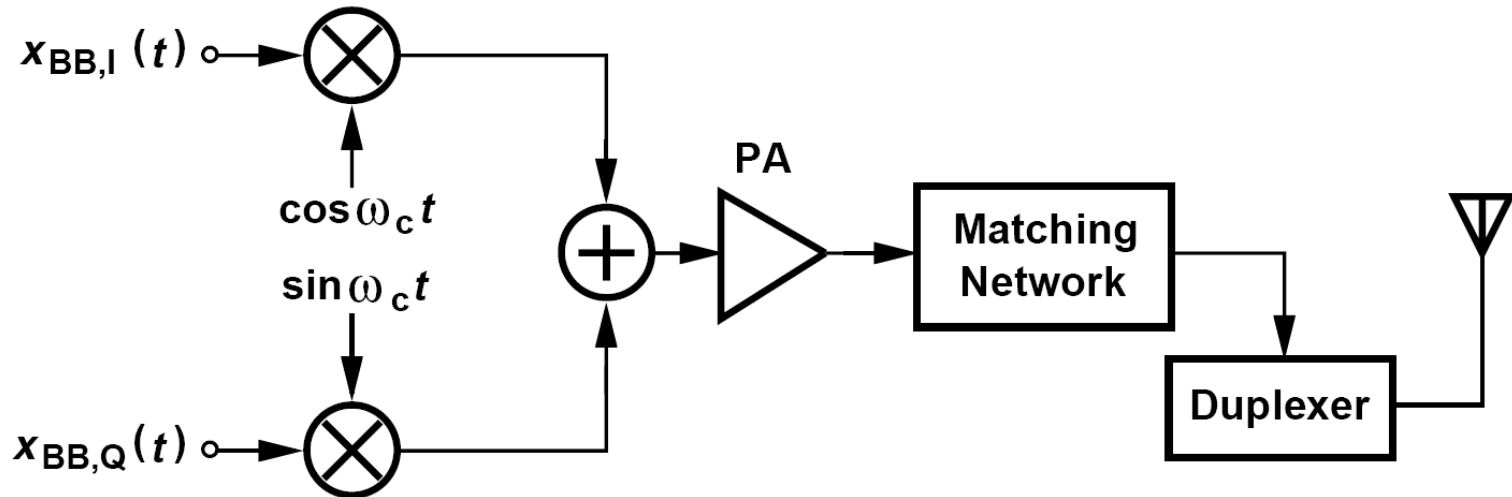 x_BB,I (t)
cos ω_c t
sin ω_c t
x_BB,Q (t)
PA
Matching
Network
Duplexer